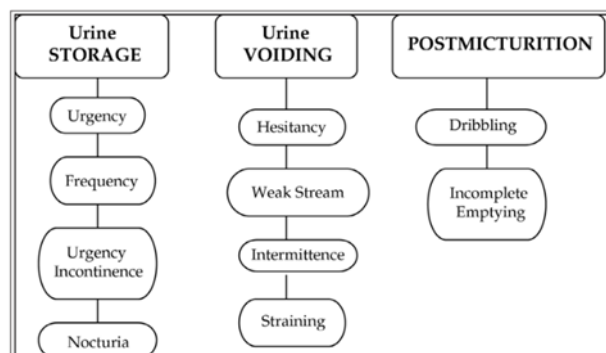 Urine
STORAGE
Urgency
Frequency
Urgency
Incontinence
Nocturia
Urine
VOIDING
Hesitancy
Weak Stream
Intermittence
Straining
POSTMICTURITION
Dribbling
Incomplete
Emptying